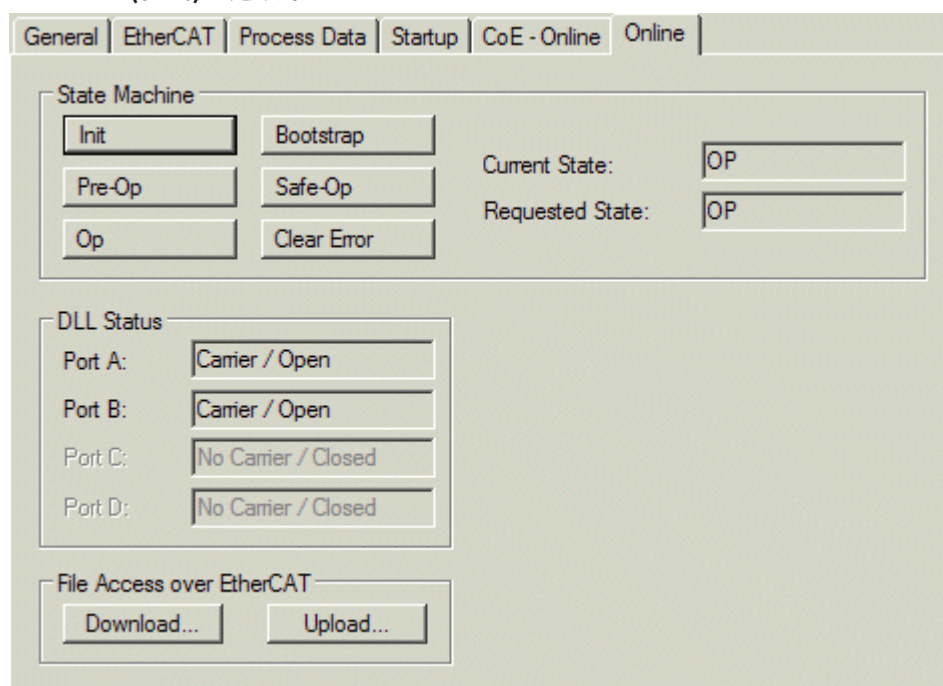 General EtherCAT Process Data Startup CoE - Online Online
State Machine
Init Bootstrap
Current State: OP
Pre-Op Safe-Op
Requested State: OP
Op Clear Error
DLL Status
Port A: Carrier / Open
Port B: Carrier / Open
Port C: No Carrier / Closed
Port D: No Carrier / Closed
File Access over EtherCAT
Download... Upload...